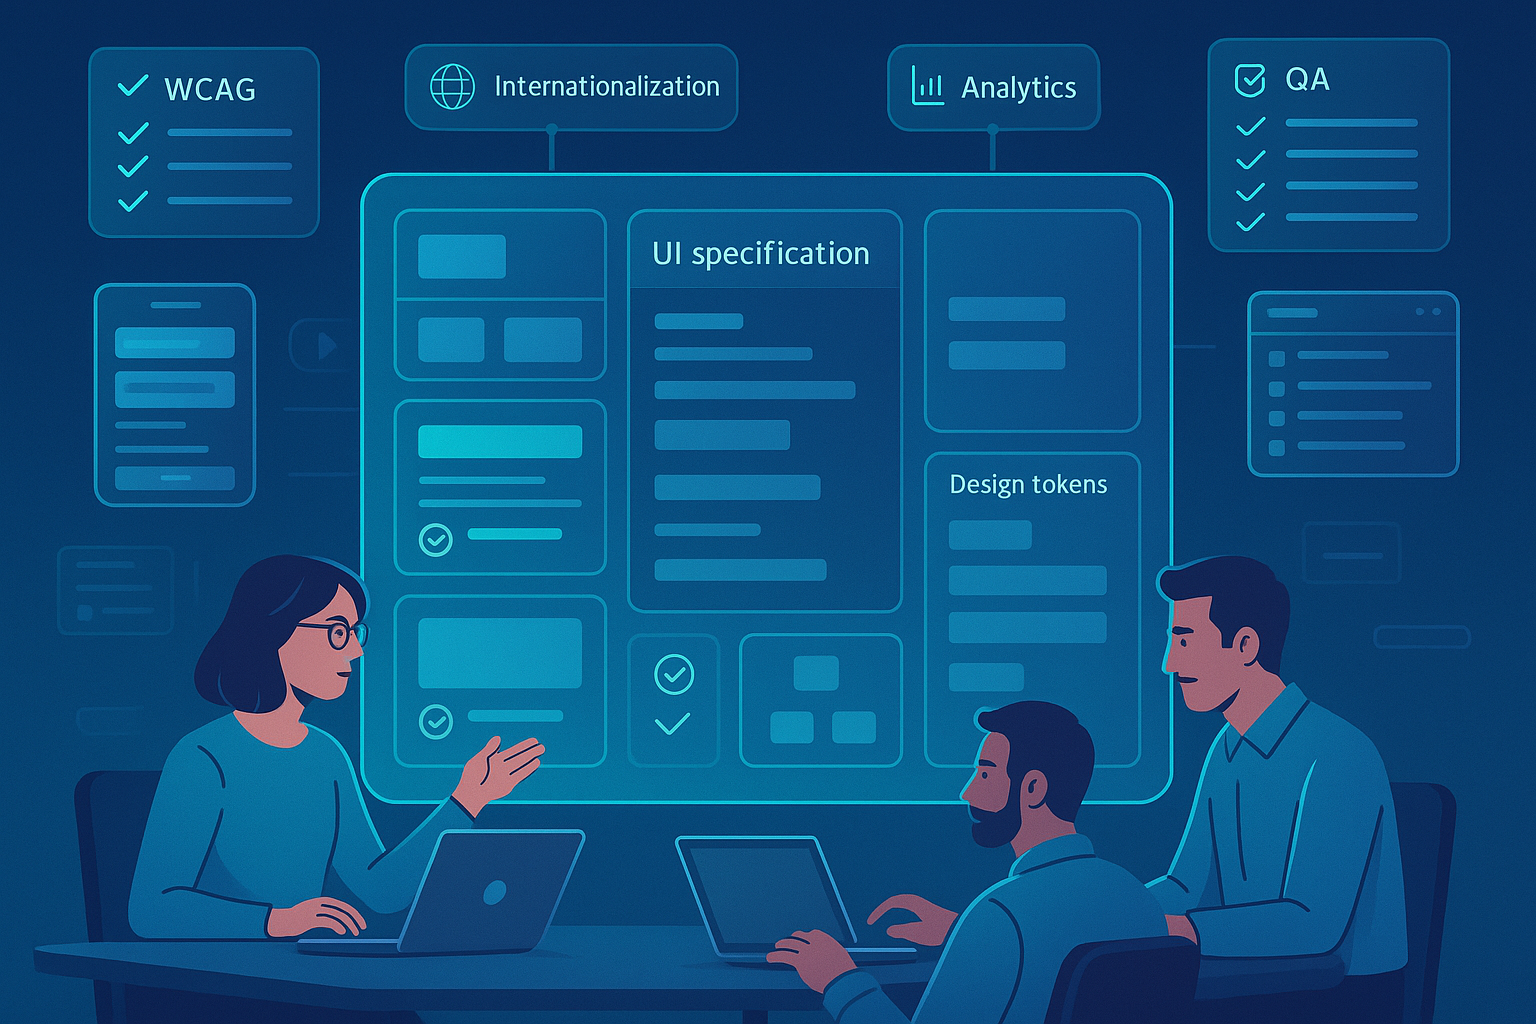 WCAG
Internationalization
Analytics
QA
UI specification
Design tokens